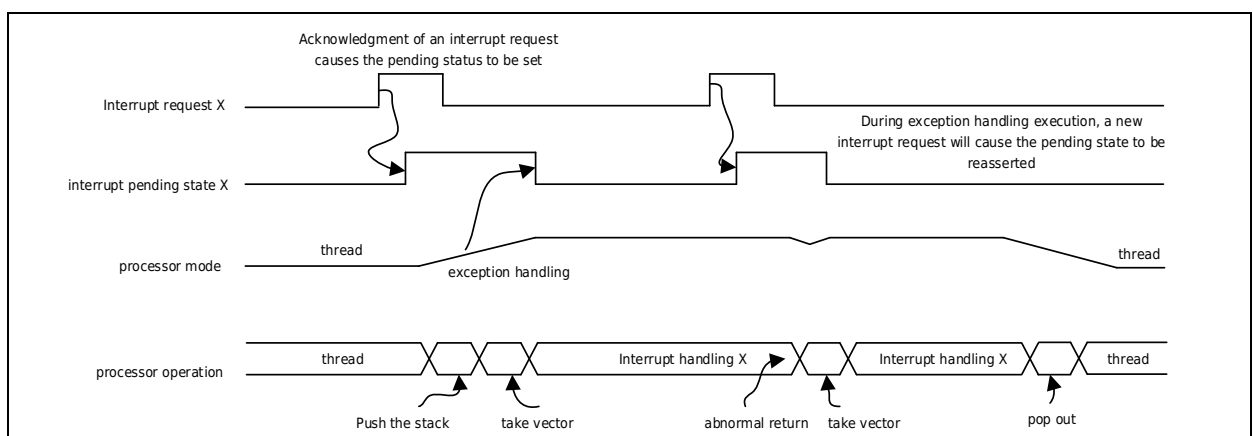 Acknowledgment of an interrupt request
causes the pending status to be set
Interrupt request X
During exception handling execution, a new
interrupt request will cause the pending state to be
reasserted
interrupt pending state X
thread
thread
processor mode
exception handling
thread
Interrupt handling X
Interrupt handling X
thread
processor operation
Push the stack
take vector
abnormal return
take vector
pop out